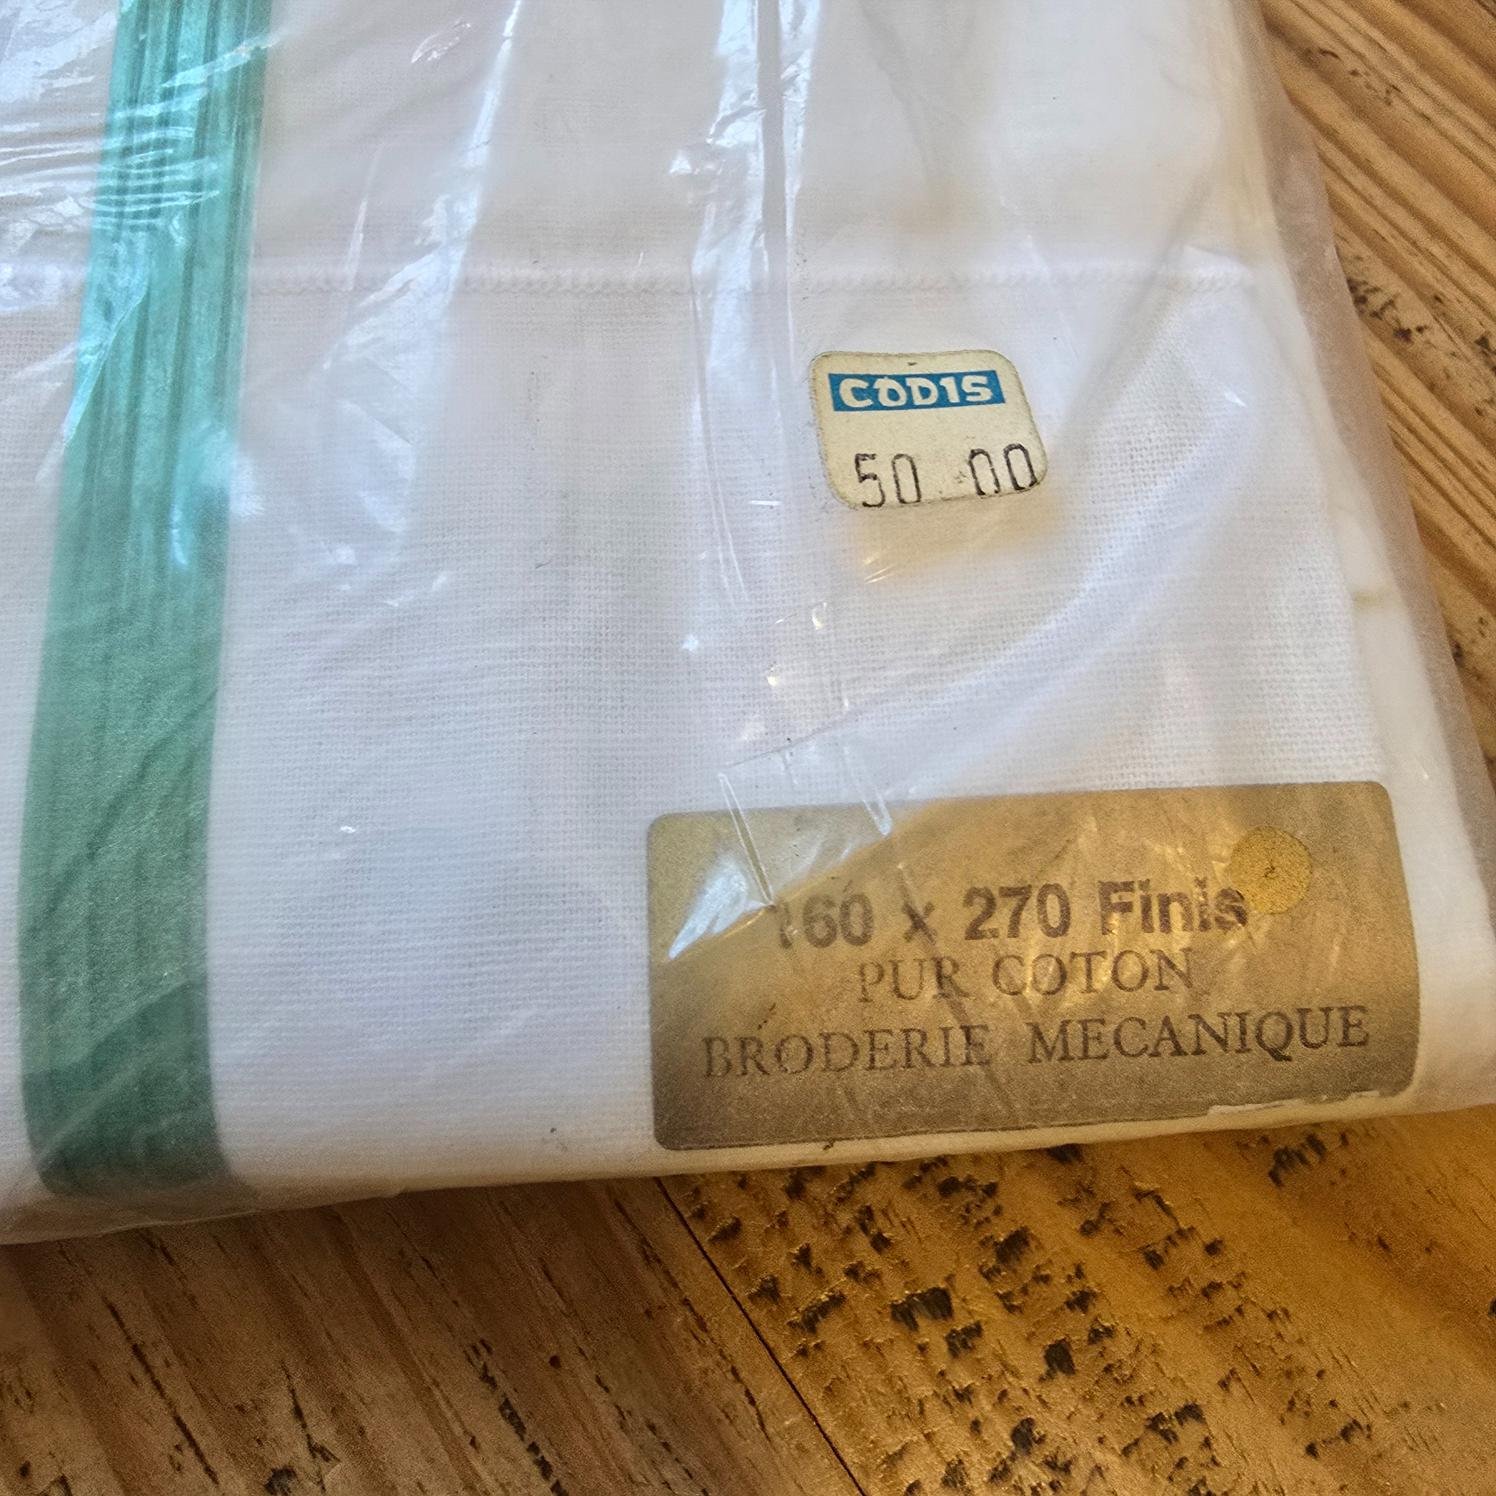 CODIS
50 00
160 x 270 Finis
PUR COTON
BRODERIE MECANIQUE